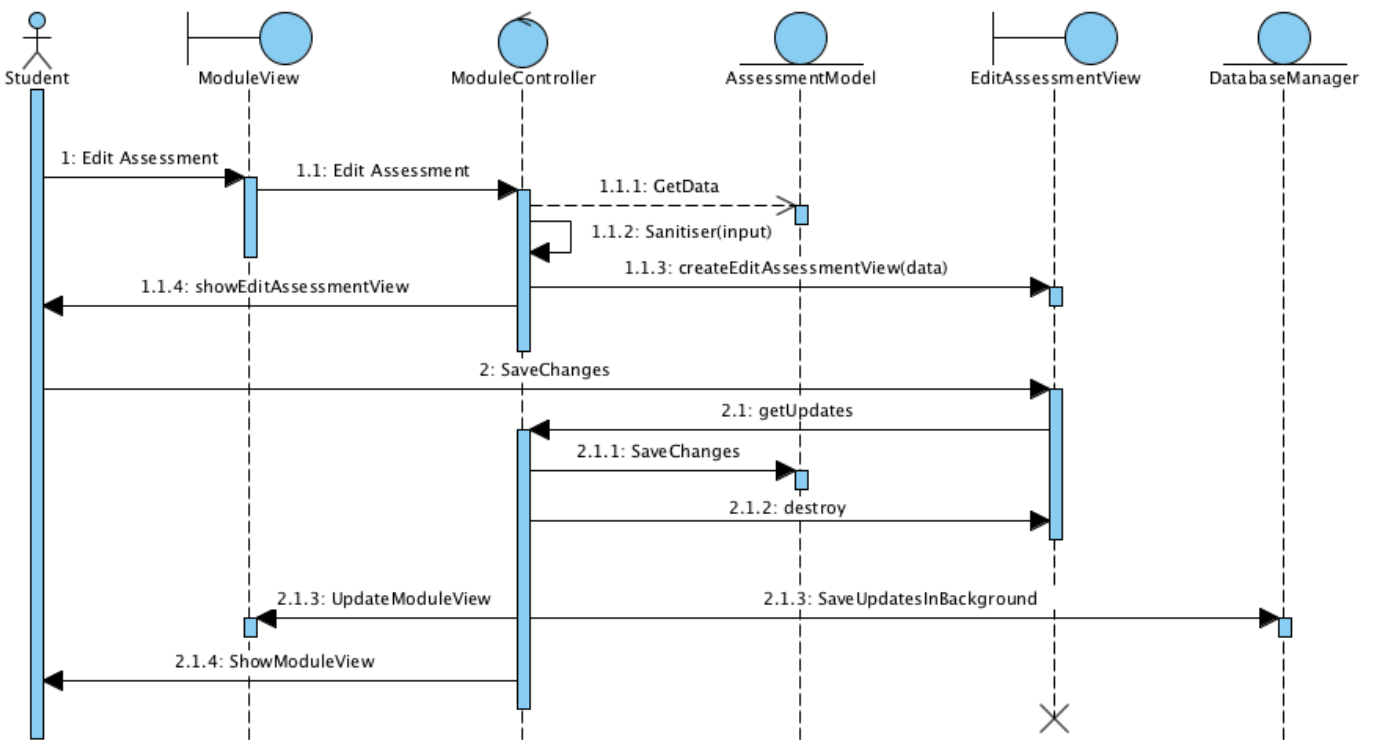 Student
ModuleView
ModuleController
AssessmentModel
EditAssessmentView
DatabaseManager
1: Edit Assessment
1.1: Edit Assessment
1.1.1: GetData
1.1.2: Sanitiser(input)
1.1.3: createEditAssessmentView(data)
1.1.4: showEditAssessmentView
2: SaveChanges
2.1: getUpdates
2.1.1: SaveChanges
2.1.2: destroy
2.1.3: UpdateModuleView
2.1.3: SaveUpdatesInBackground
2.1.4: ShowModuleView